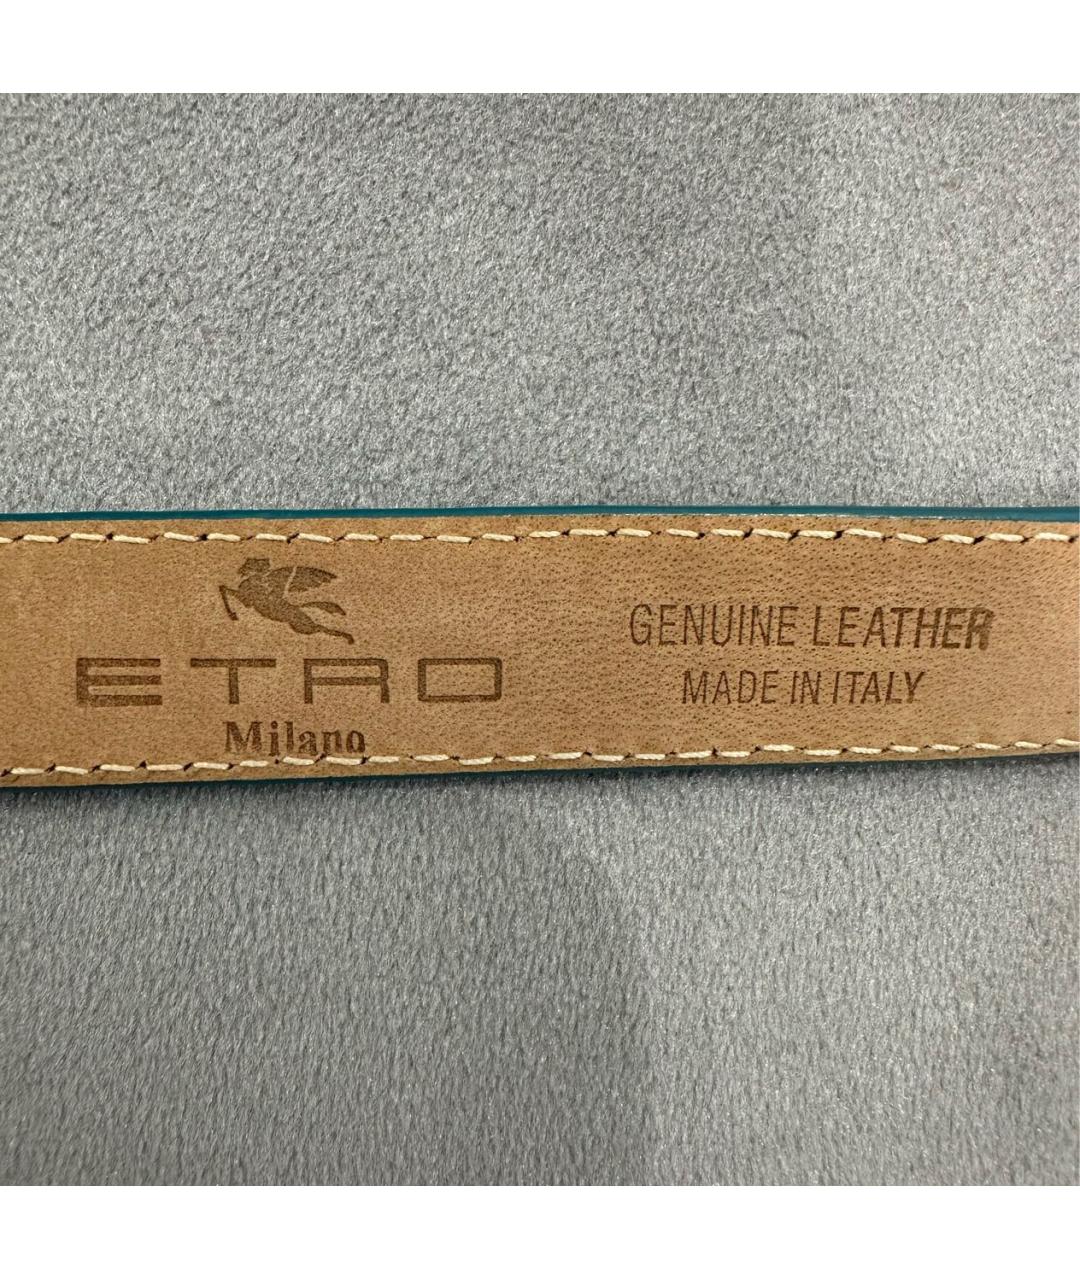 ETRO
Milano
GENUINE LEATHER
MADE IN ITALY